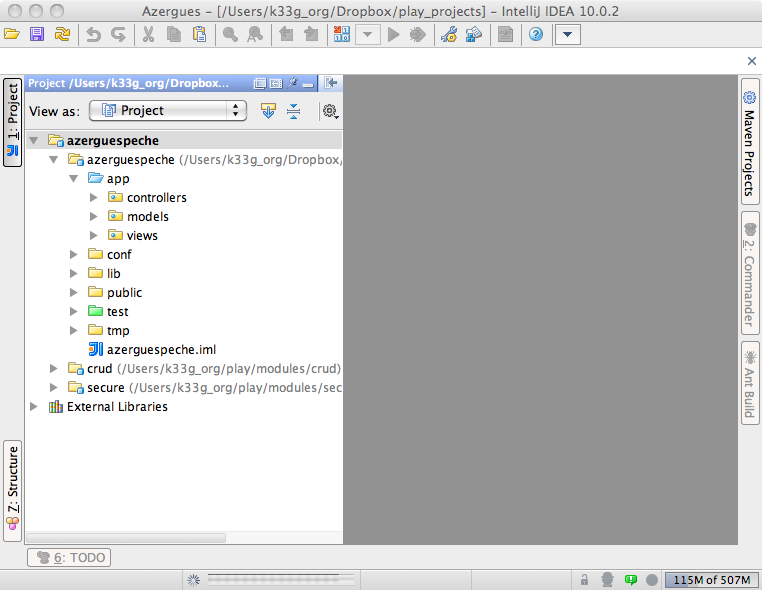 Azergues – [/Users/k33g_org/Dropbox/play_projects] – IntelliJ IDEA 10.0.2
Project /Users/k33g_org/Dropbox...
View as: Project
1: Project
7: Structure
azerguespeche
azerguespeche (/Users/k33g_org/Dropbox/
app
controllers
models
views
conf
lib
public
test
tmp
azerguespeche.iml
crud (/Users/k33g_org/play/modules/crud)
secure (/Users/k33g_org/play/modules/sec
External Libraries
Maven Projects
2: Commander
Ant Build
6: TODO
115M of 507M